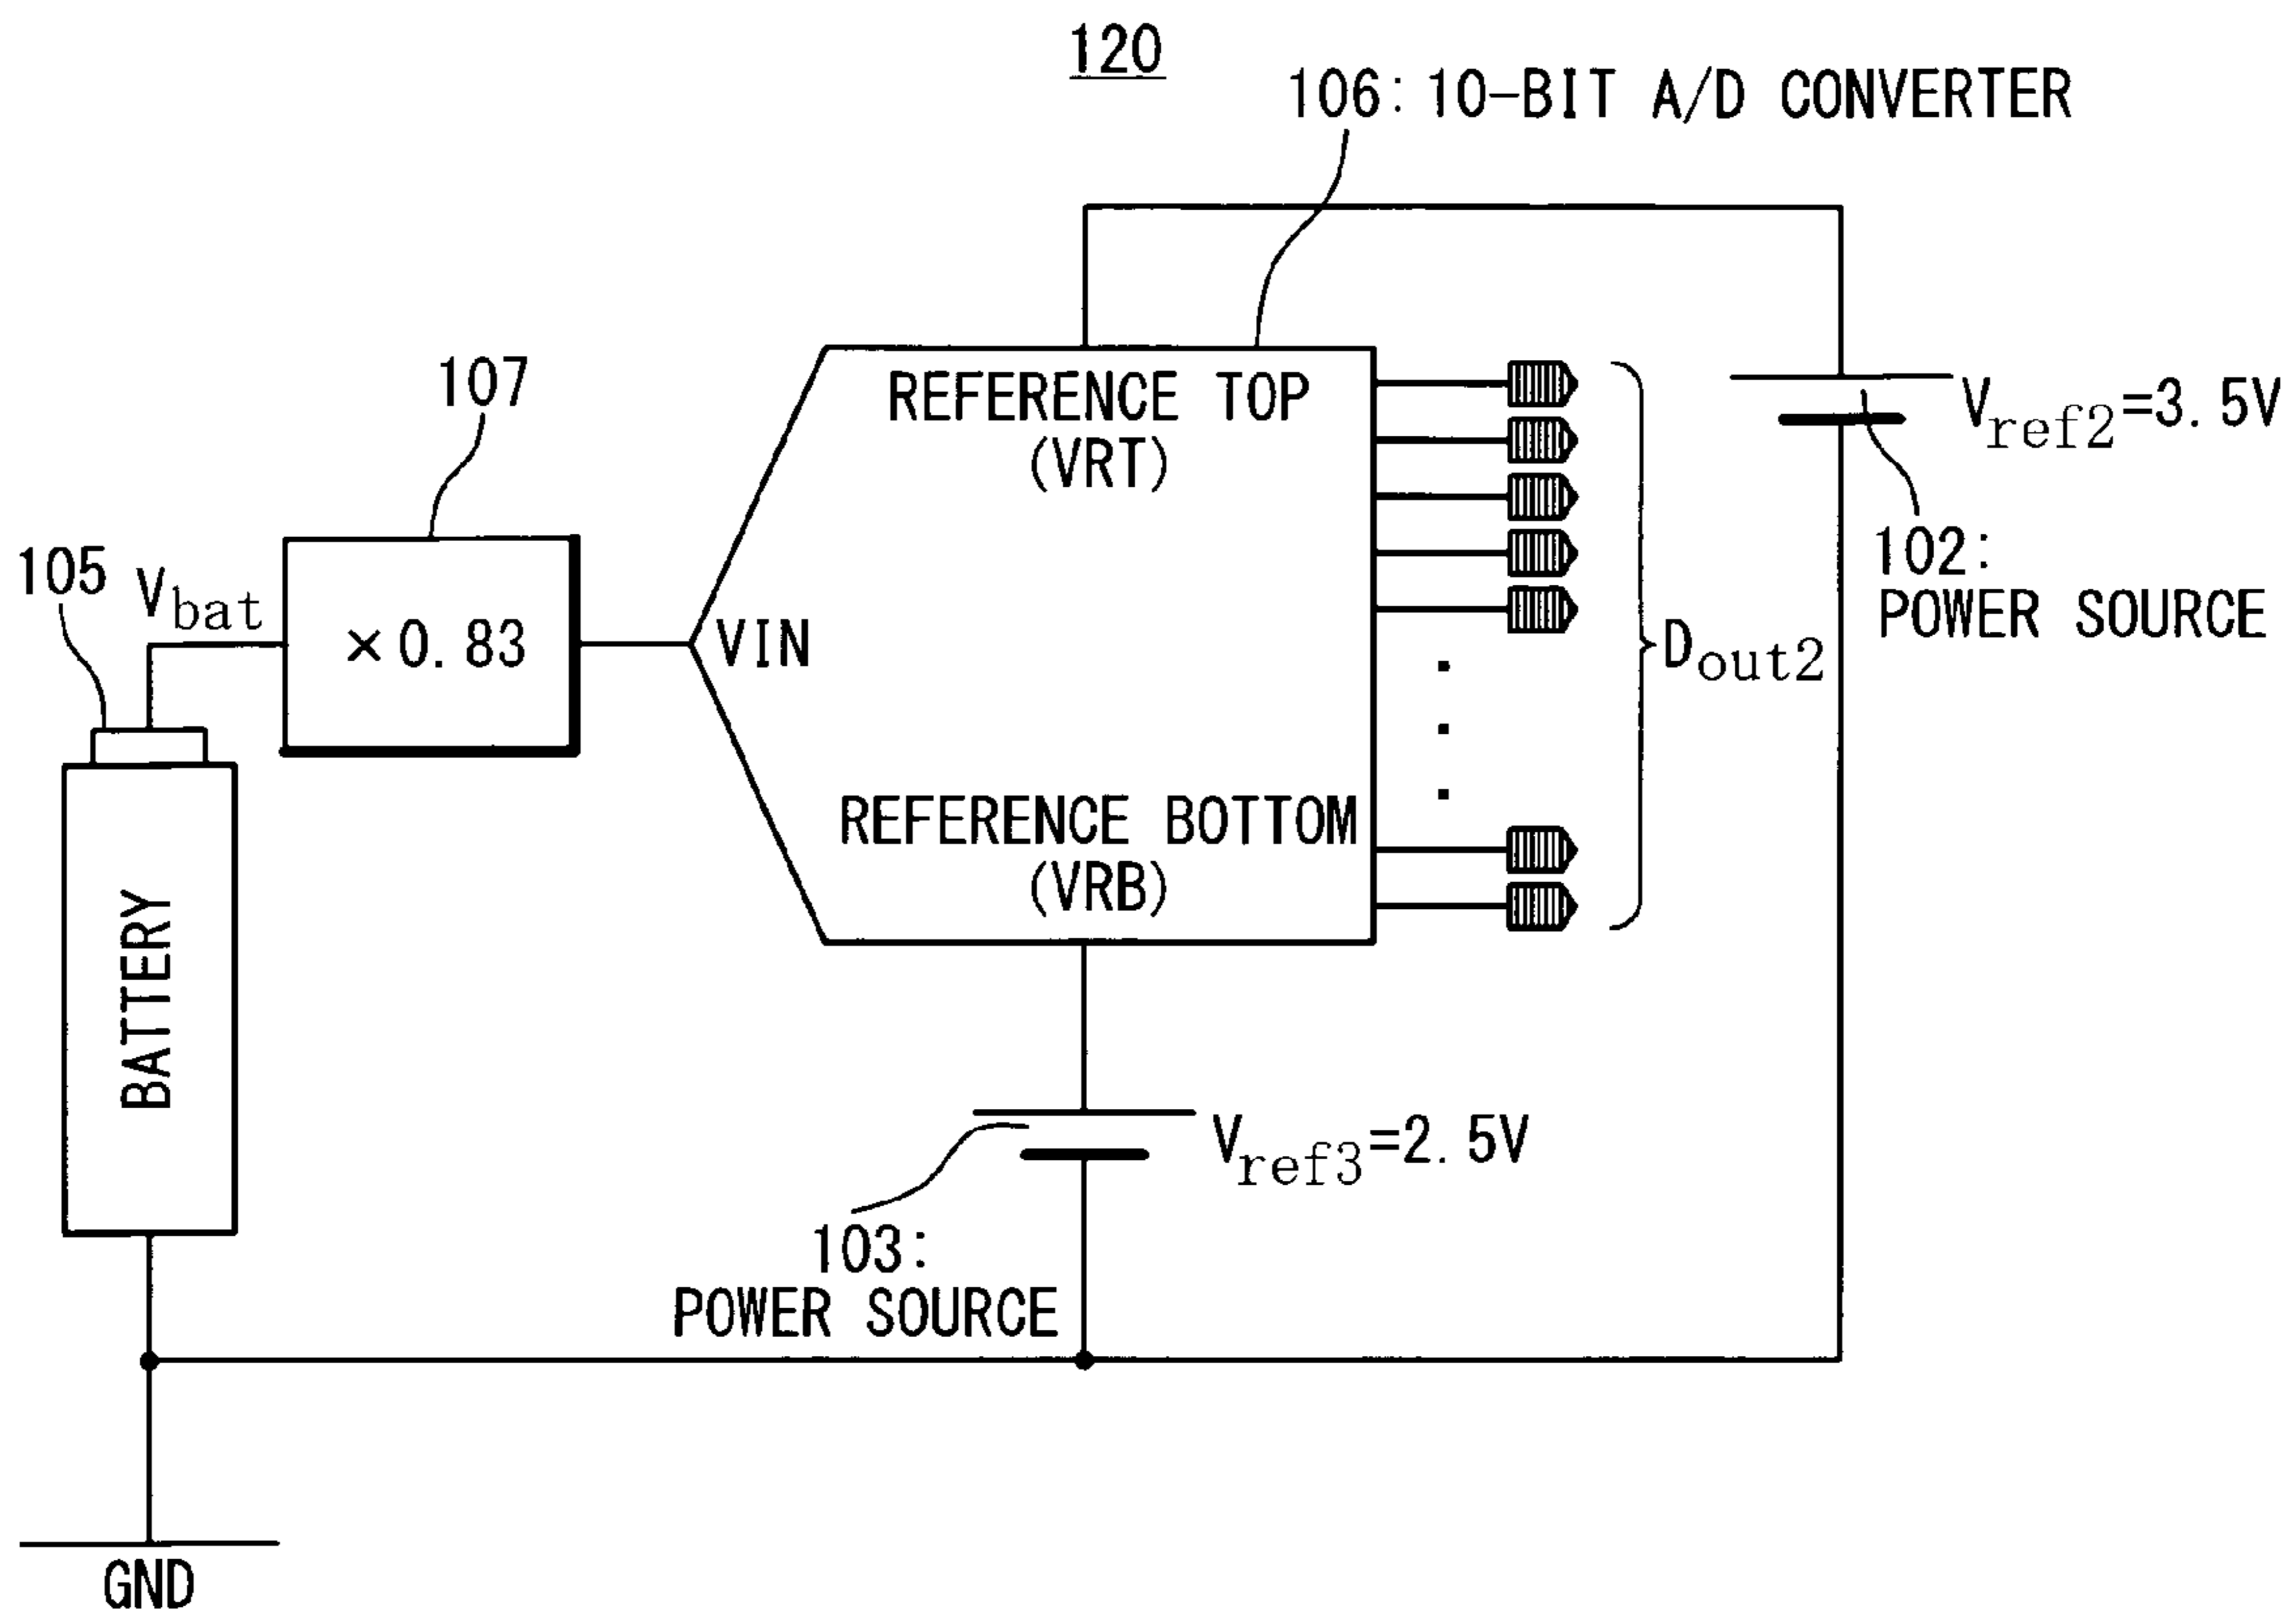 120
106: 10-BIT A/D CONVERTER
107
REFERENCE TOP
(VRT)
Vref2=3.5V
102:
POWER SOURCE
105
Vbat
×0.83
VIN
Dout2
REFERENCE BOTTOM
(VRB)
BATTERY
Vref3=2.5V
103:
POWER SOURCE
GND